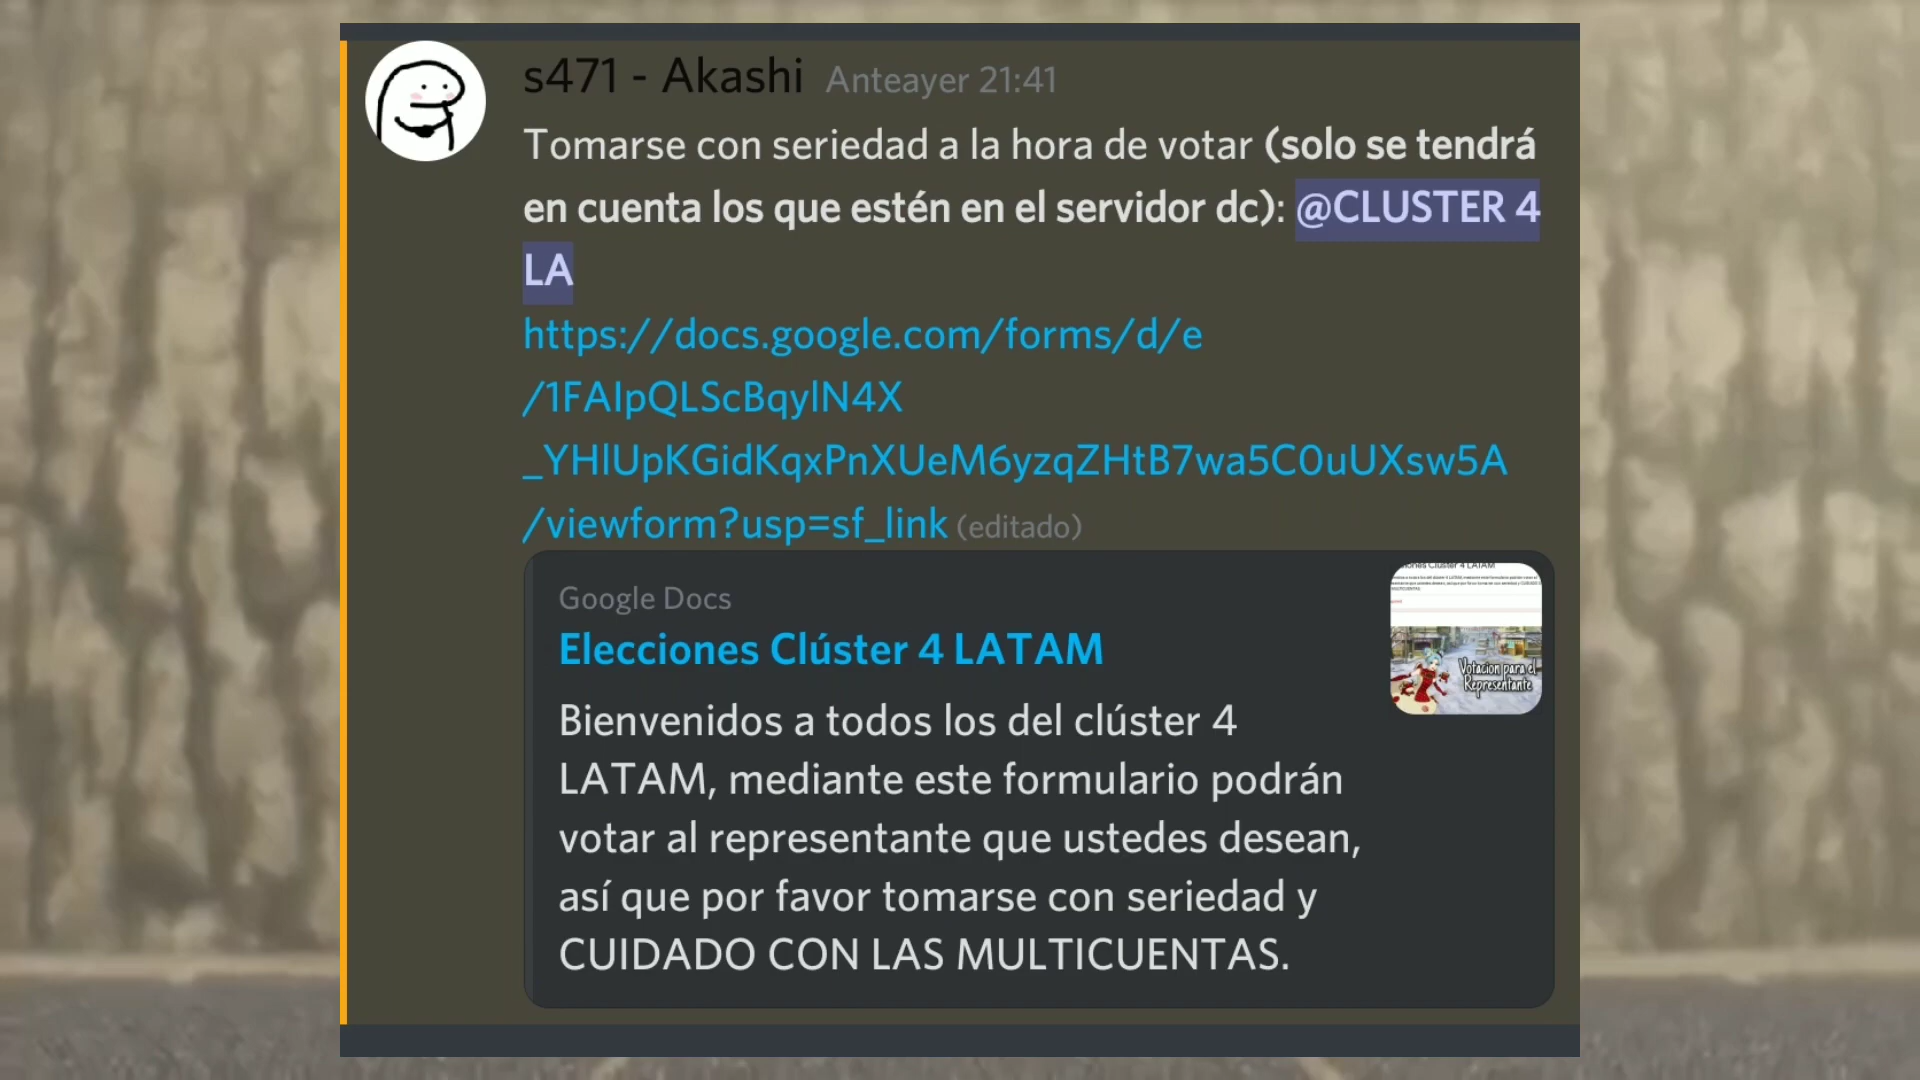 s471 - Akashi Anteayer 21:41
Tomarse con seriedad a la hora de votar (solo se tendrá
en cuenta los que estén en el servidor dc): @CLUSTER 4
LA
https://docs.google.com/forms/d/e
/1FAIpQLScBqylN4X
_YHlUpKGidKqxPnXUeM6yzqZHtB7wa5C0uUXsw5A
/viewform?usp=sf_link (editado)
Google Docs
Elecciones Clúster 4 LATAM
Bienvenidos a todos los del clúster 4
LATAM, mediante este formulario podrán
votar al representante que ustedes desean,
así que por favor tomarse con seriedad y
CUIDADO CON LAS MULTICUENTAS.
Clúster 4 LATAM
Votacion para el
Representante